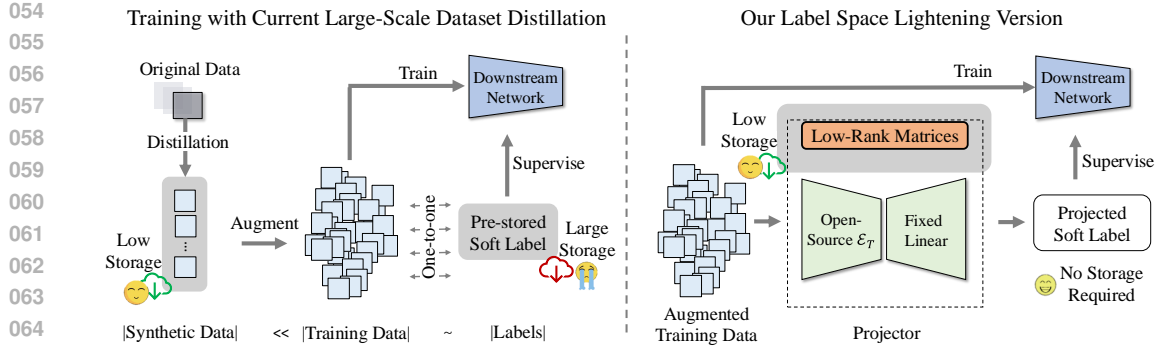 054
055
056
057
058
059
060
061
062
063
064
Training with Current Large-Scale Dataset Distillation
Original Data
Distillation
Low
Storage
Augment
Train
Downstream
Network
Supervise
One-to-one
Pre-stored
Soft Label
Large
Storage
|Synthetic Data| << |Training Data| ~ |Labels|
Our Label Space Lightening Version
Train
Downstream
Network
Low
Storage
Low-Rank Matrices
Supervise
Open-
Source ℰ_T
Fixed
Linear
Projected
Soft Label
No Storage
Required
Augmented
Training Data
Projector